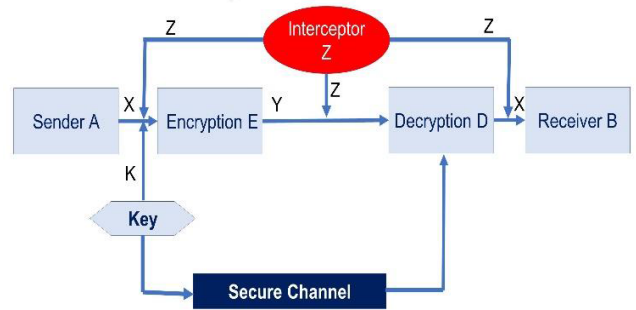 Z
Interceptor
Z
Z
Z
X
Y
X
Sender A
Encryption E
Decryption D
Receiver B
K
Key
Secure Channel